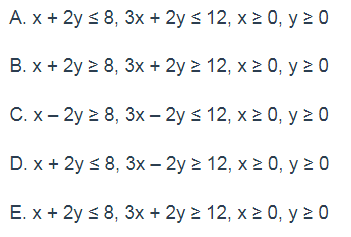 A. x + 2y ≤ 8, 3x + 2y ≤ 12, x ≥ 0, y ≥ 0
B. x + 2y ≥ 8, 3x + 2y ≥ 12, x ≥ 0, y ≥ 0
C. x – 2y ≥ 8, 3x – 2y ≤ 12, x ≥ 0, y ≥ 0
D. x + 2y ≤ 8, 3x – 2y ≥ 12, x ≥ 0, y ≥ 0
E. x + 2y ≤ 8, 3x + 2y ≥ 12, x ≥ 0, y ≥ 0